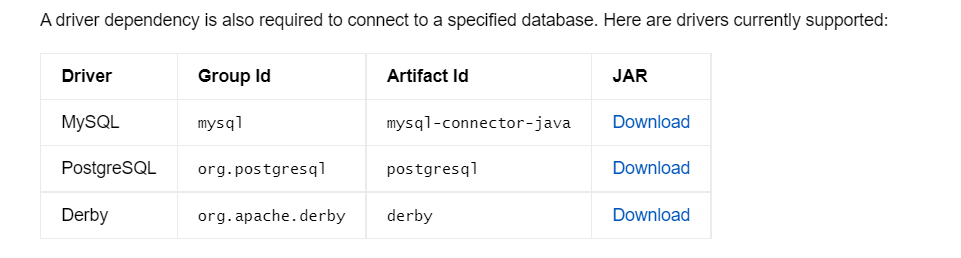 A driver dependency is also required to connect to a specified database. Here are drivers currently supported:
Driver Group Id Artifact Id JAR
MySQL mysql mysql-connector-java Download
PostgreSQL org.postgresql postgresql Download
Derby org.apache.derby derby Download